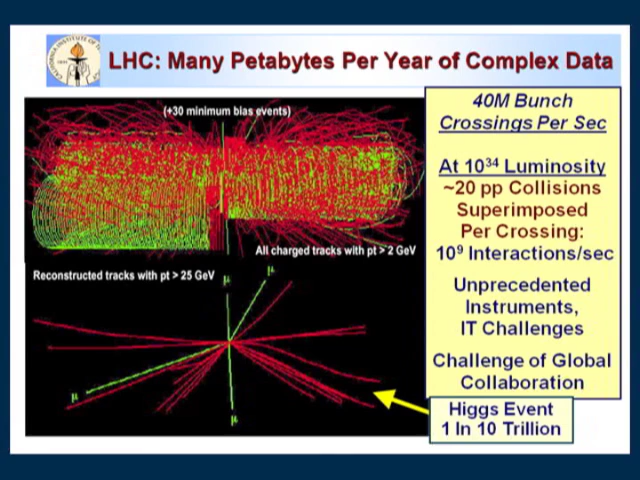 LHC: Many Petabytes Per Year of Complex Data
(+30 minimum bias events)
All charged tracks with pt > 2 GeV
Reconstructed tracks with pt > 25 GeV
μ
μ
μ
μ
40M Bunch
Crossings Per Sec
At 10³⁴ Luminosity
~20 pp Collisions
Superimposed
Per Crossing:
10⁹ Interactions/sec
Unprecedented
Instruments,
IT Challenges
Challenge of Global
Collaboration
Higgs Event
1 In 10 Trillion